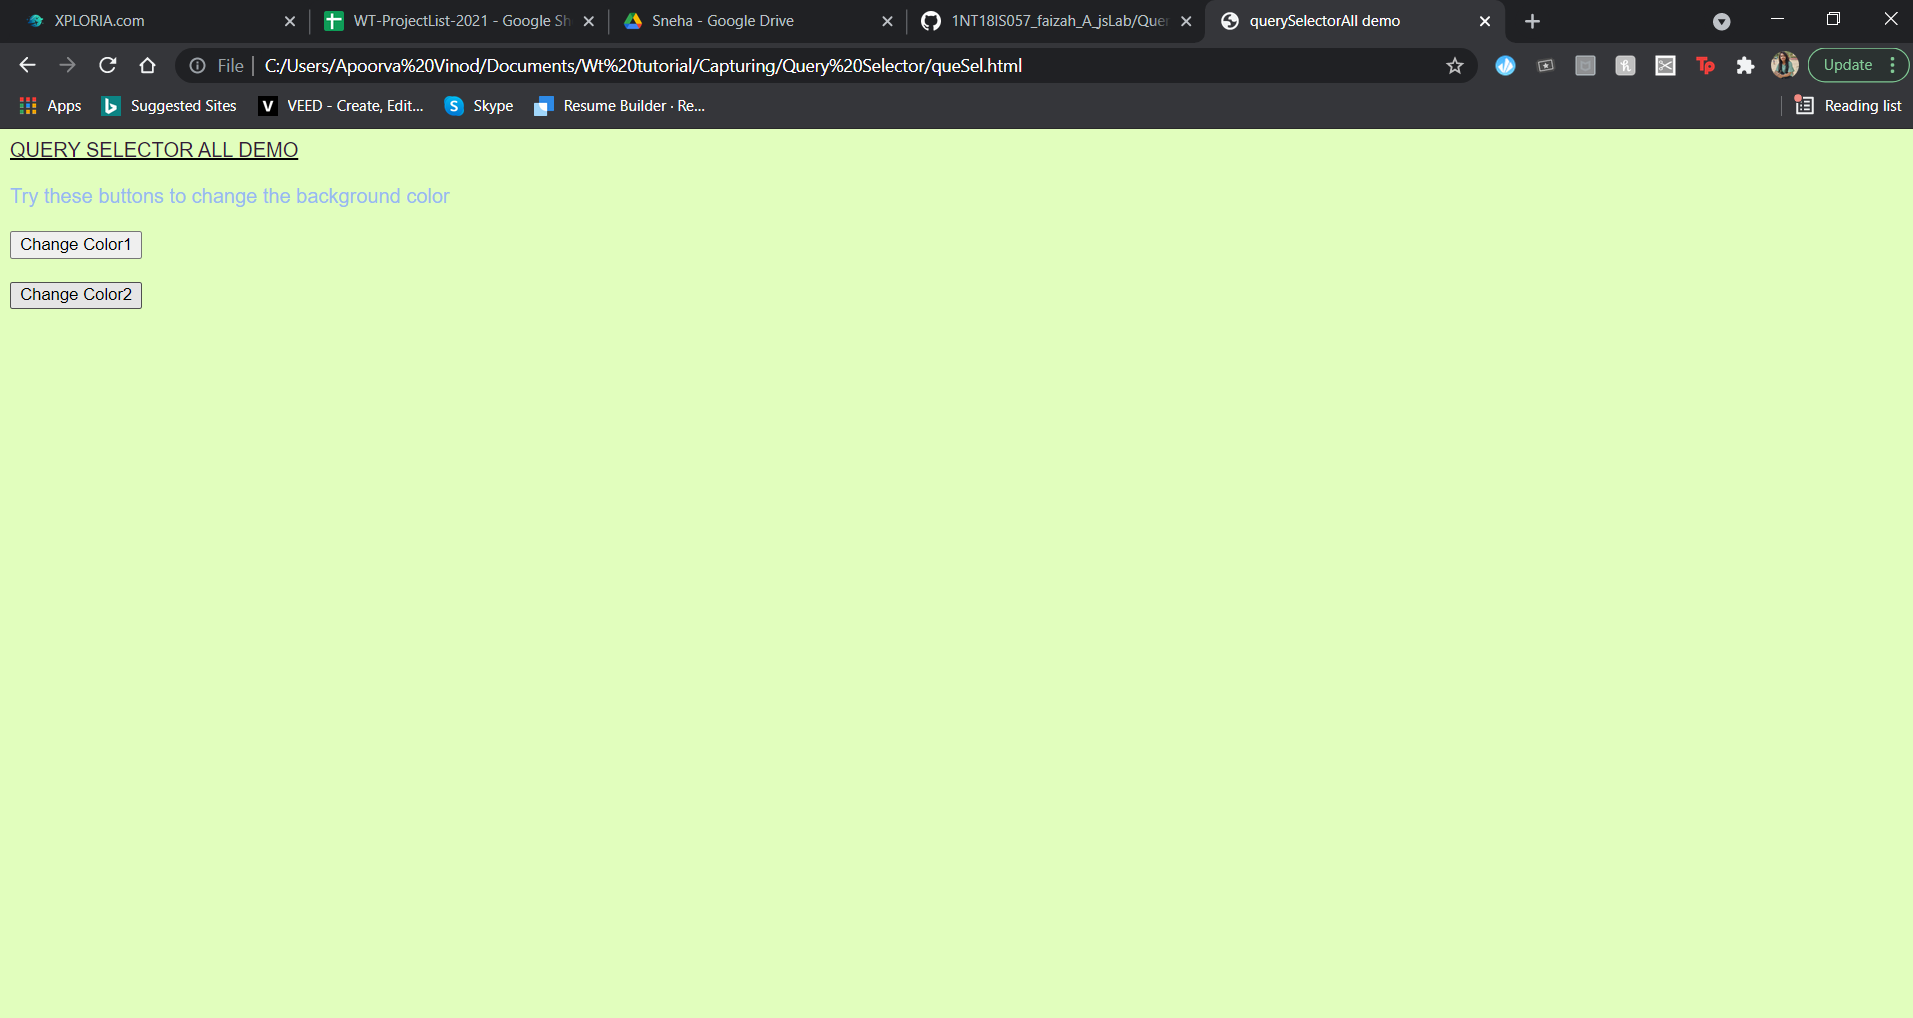 XPLORIA.com
WT-ProjectList-2021 - Google Sh
Sneha - Google Drive
1NT18IS057_faizah_A_jsLab/Quer
querySelectorAll demo
File
C:/Users/Apoorva%20Vinod/Documents/Wt%20tutorial/Capturing/Query%20Selector/queSel.html
Tp
Update
Apps
Suggested Sites
V
VEED - Create, Edit...
S
Skype
Resume Builder · Re...
Reading list
QUERY SELECTOR ALL DEMO
Try these buttons to change the background color
Change Color1
Change Color2